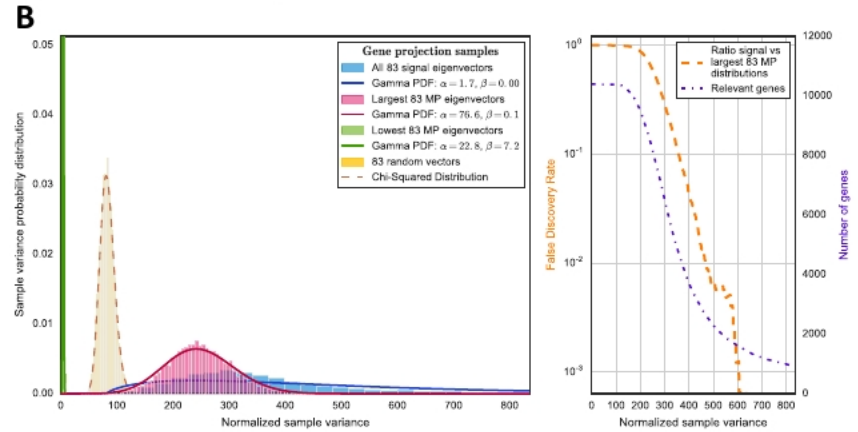 B
0.05
0.04
0.03
0.02
0.01
0.00
Sample variance probability distribution
0
100
200
300
400
500
600
700
800
Normalized sample variance
Gene projection samples
All 83 signal eigenvectors
Gamma PDF: α=1.7, β=0.00
Largest 83 MP eigenvectors
Gamma PDF: α=76.6, β=0.1
Lowest 83 MP eigenvectors
Gamma PDF: α=22.8, β=7.2
83 random vectors
Chi-Squared Distribution
10⁰
10⁻¹
10⁻²
10⁻³
False Discovery Rate
Ratio signal vs
largest 83 MP
distributions
Relevant genes
12000
10000
8000
6000
4000
2000
0
Number of genes
0 100 200 300 400 500 600 700 800
Normalized sample variance